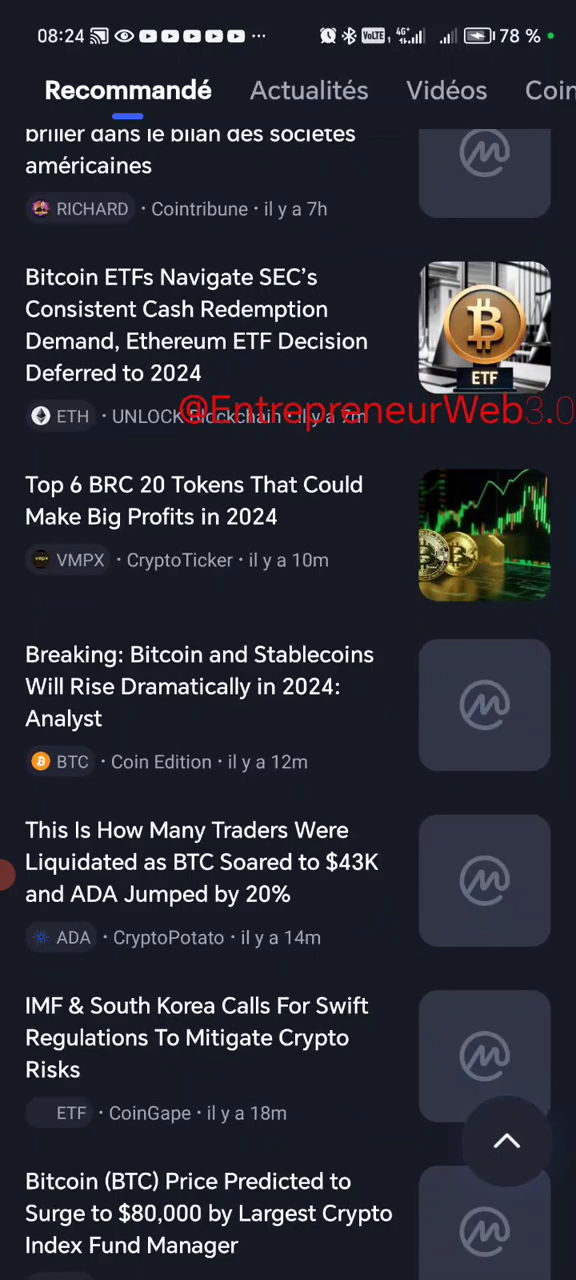 08:24 ... VoLTE 4G+ 78 %
Recommandé Actualités Vidéos Coin
briller dans le bilan des sociétés
américaines
RICHARD · Cointribune · il y a 7h
Bitcoin ETFs Navigate SEC’s
Consistent Cash Redemption
Demand, Ethereum ETF Decision
Deferred to 2024
ETF
ETH · UNLOCK Blockchain · il y a 7m
@EntrepreneurWeb3.0
Top 6 BRC 20 Tokens That Could
Make Big Profits in 2024
VMPX · CryptoTicker · il y a 10m
Breaking: Bitcoin and Stablecoins
Will Rise Dramatically in 2024:
Analyst
BTC · Coin Edition · il y a 12m
This Is How Many Traders Were
Liquidated as BTC Soared to $43K
and ADA Jumped by 20%
ADA · CryptoPotato · il y a 14m
IMF & South Korea Calls For Swift
Regulations To Mitigate Crypto
Risks
ETF · CoinGape · il y a 18m
Bitcoin (BTC) Price Predicted to
Surge to $80,000 by Largest Crypto
Index Fund Manager